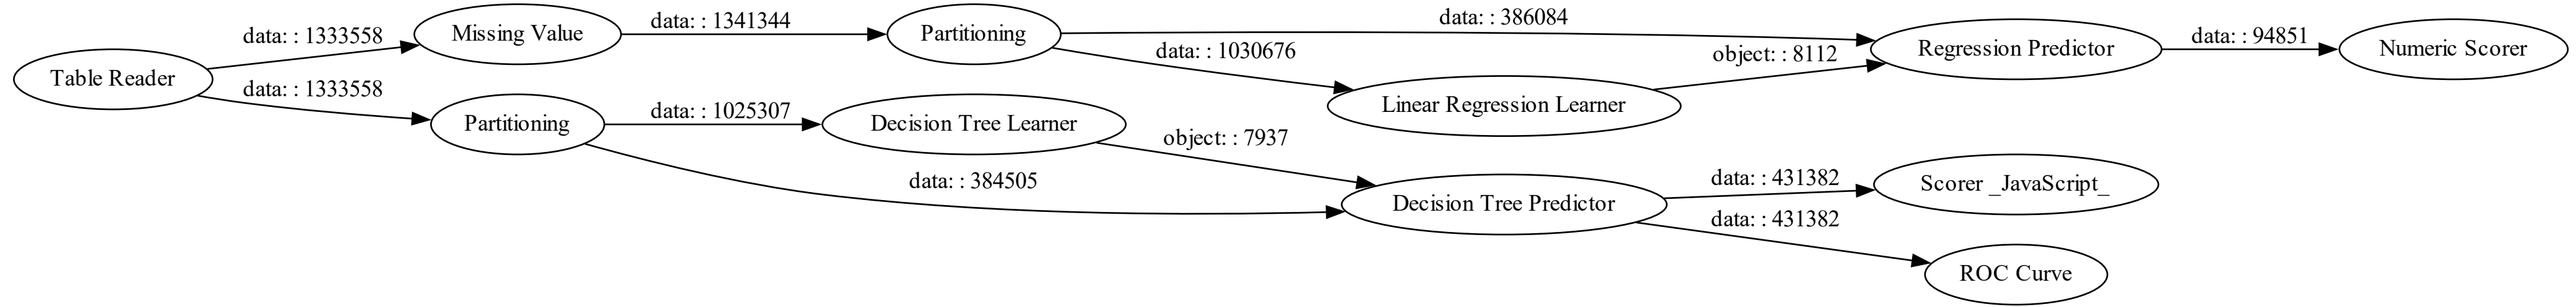 Table Reader
data: : 1333558
data: : 1333558
Missing Value
data: : 1341344
Partitioning
data: : 386084
data: : 1030676
Linear Regression Learner
object: : 8112
Regression Predictor
data: : 94851
Numeric Scorer
Partitioning
data: : 1025307
Decision Tree Learner
object: : 7937
data: : 384505
Decision Tree Predictor
data: : 431382
Scorer _JavaScript_
data: : 431382
ROC Curve